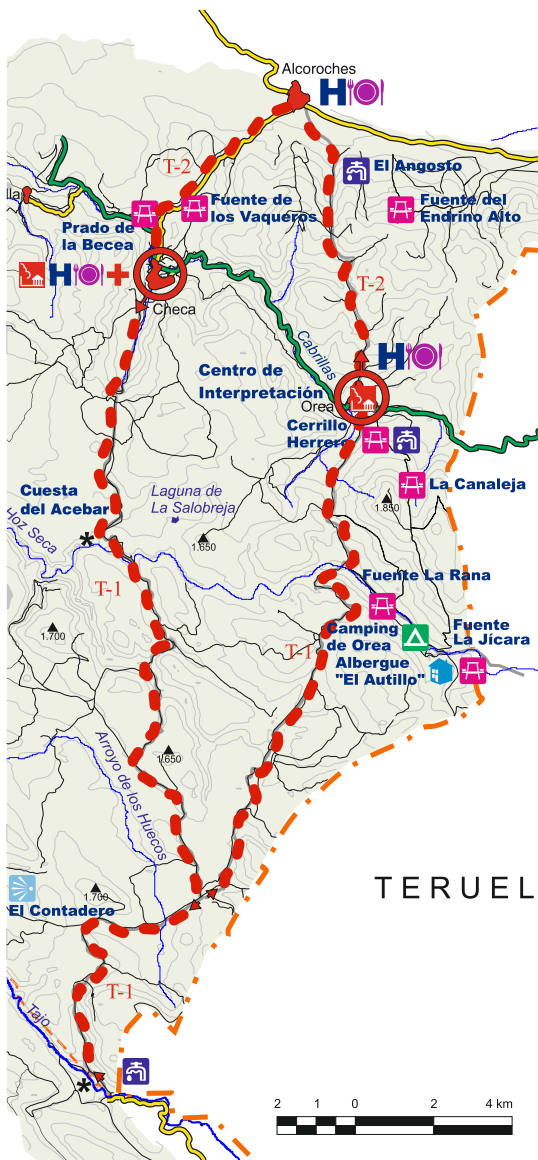 Alcoroches
H
El Angosto
T-2
Fuente de
los Vaqueros
Fuente del
Endrino Alto
Prado de
la Becea
H
Checa
T-2
Cabrillas
H
Centro de
Interpretación
Orea
Cerrillo
Herrero
La Canaleja
Cuesta
del Acebar
Laguna de
La Salobreja
1.850
Hoz Seca
*
1.650
T-1
Fuente La Rana
1.700
Camping
de Orea
Fuente
La Jícara
T-1
Albergue
"El Autillo"
Arroyo de los Huecos
1.650
1.700
El Contadero
TERUEL
T-1
Tajo
*
2 1 0 2 4 km